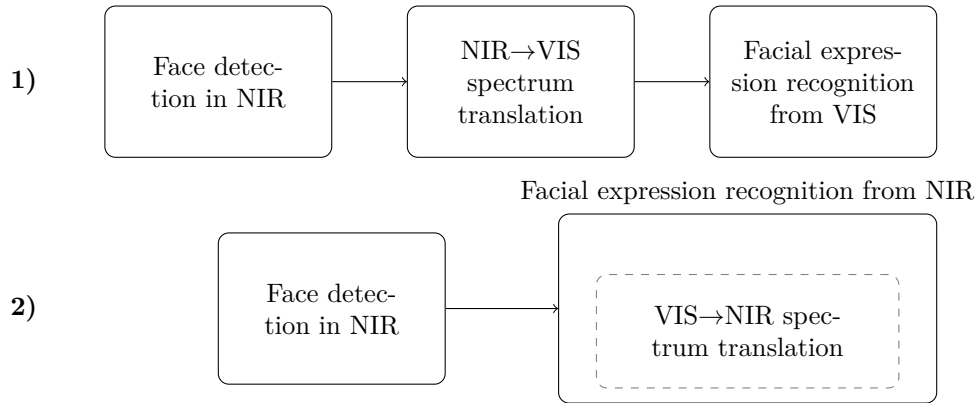 1)
Face detec-
tion in NIR
NIR→VIS
spectrum
translation
Facial expres-
sion recognition
from VIS
2)
Face detec-
tion in NIR
Facial expression recognition from NIR
VIS→NIR spec-
trum translation